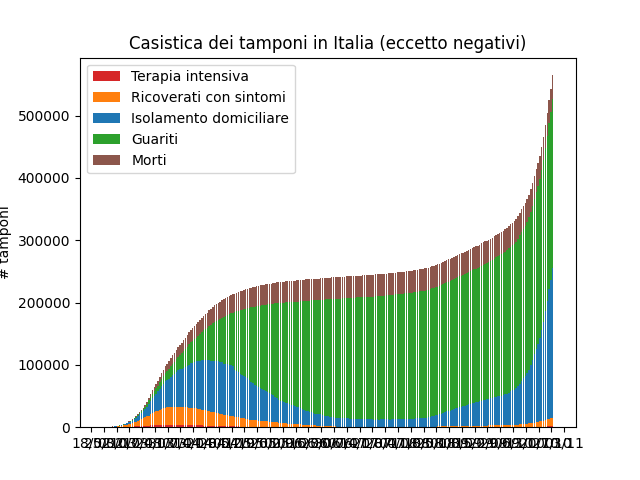 Casistica dei tamponi in Italia (eccetto negativi)
Terapia intensiva
Ricoverati con sintomi
Isolamento domiciliare
Guariti
Morti
# tamponi
500000
400000
300000
200000
100000
0